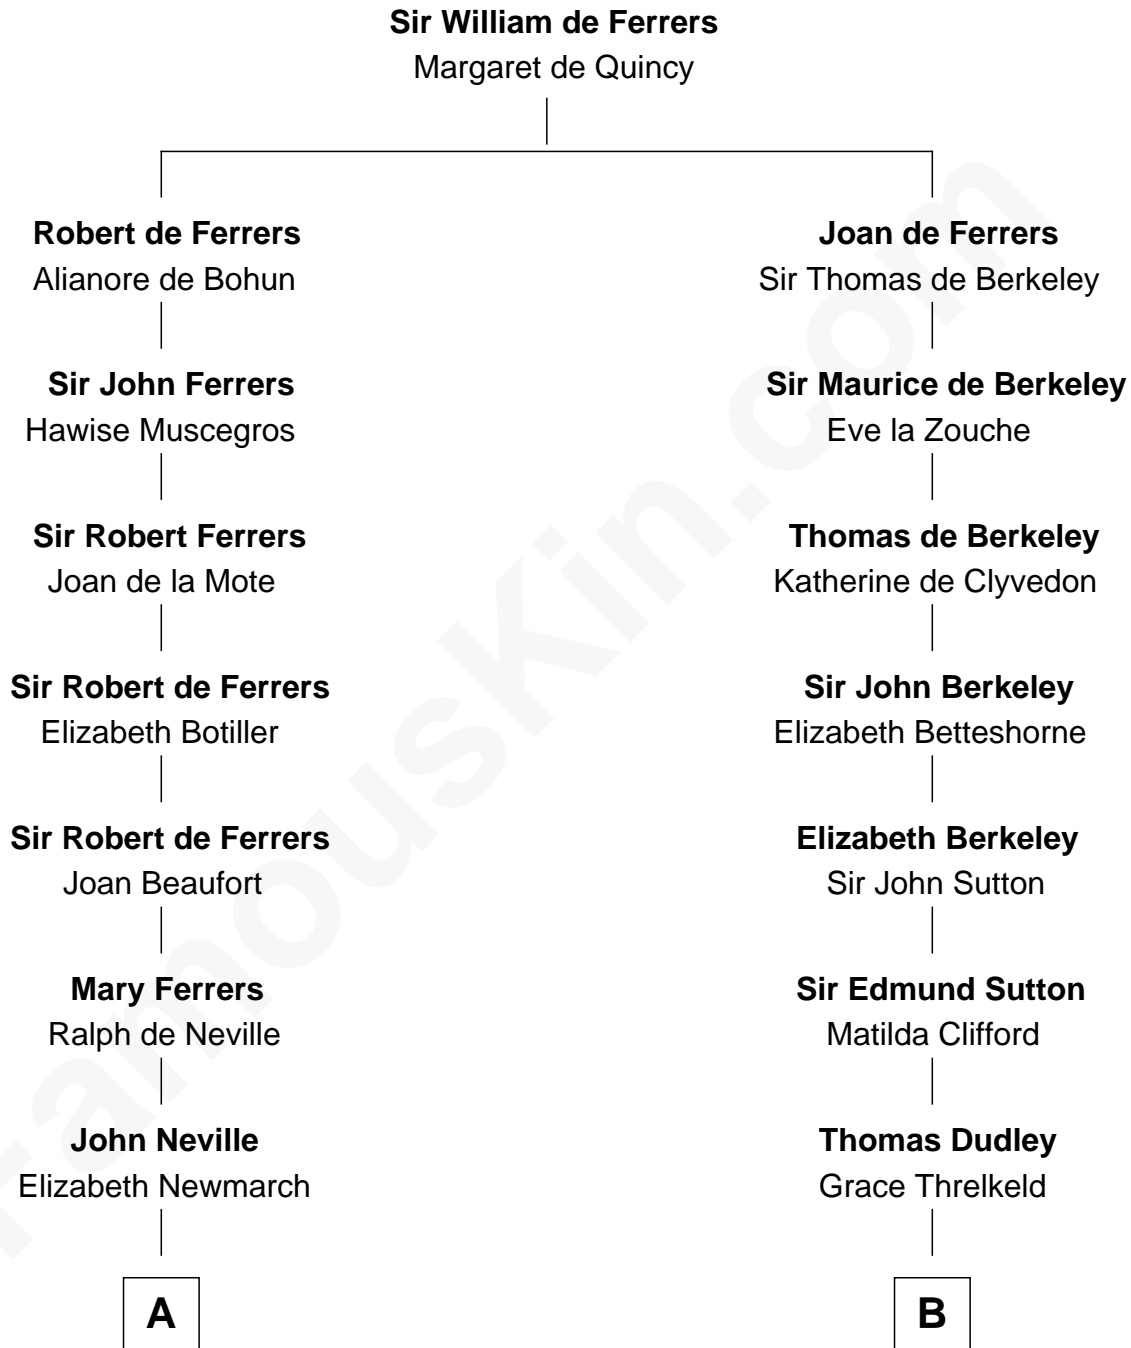 Sir William de Ferrers
Margaret de Quincy
Robert de Ferrers
Alianore de Bohun
Joan de Ferrers
Sir Thomas de Berkeley
Sir John Ferrers
Hawise Muscegros
Sir Maurice de Berkeley
Eve la Zouche
Sir Robert Ferrers
Joan de la Mote
Thomas de Berkeley
Katherine de Clyvedon
Sir Robert de Ferrers
Elizabeth Botiller
Sir John Berkeley
Elizabeth Betteshorne
Sir Robert de Ferrers
Joan Beaufort
Elizabeth Berkeley
Sir John Sutton
Mary Ferrers
Ralph de Neville
Sir Edmund Sutton
Matilda Clifford
John Neville
Elizabeth Newmarch
Thomas Dudley
Grace Threlkeld
A
B
FamousKin.com